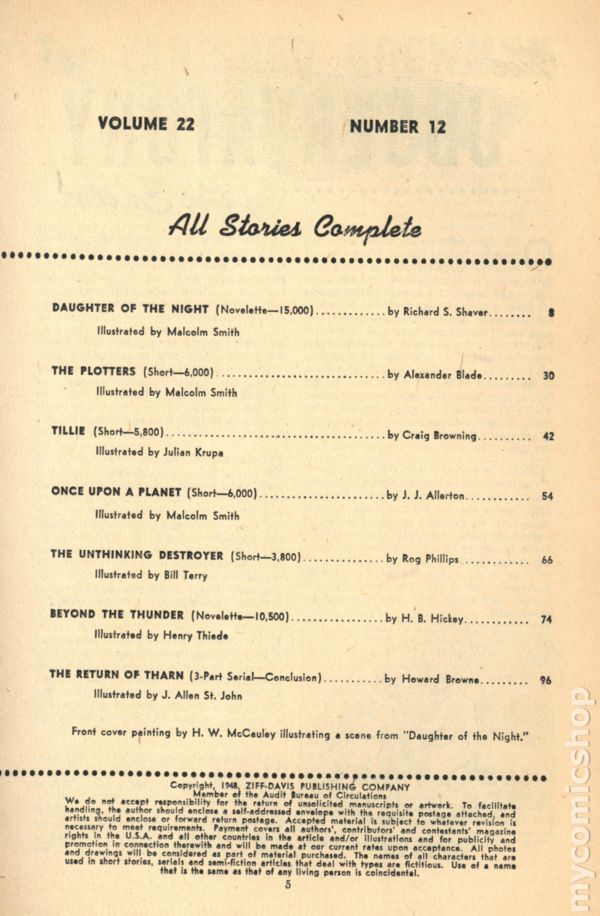 VOLUME 22 NUMBER 12
All Stories Complete
DAUGHTER OF THE NIGHT (Novelette—15,000).............by Richard S. Shaver........ 8
Illustrated by Malcolm Smith
THE PLOTTERS (Short—6,000)................................by Alexander Blade......... 30
Illustrated by Malcolm Smith
TILLIE (Short—5,800).........................................by Craig Browning.......... 42
Illustrated by Julian Krupa
ONCE UPON A PLANET (Short—6,000).......................by J. J. Allerton............ 54
Illustrated by Malcolm Smith
THE UNTHINKING DESTROYER (Short—3,800)...............by Rog Phillips ............ 66
Illustrated by Bill Terry
BEYOND THE THUNDER (Novelette—10,500).................by H. B. Hickey............ 74
Illustrated by Henry Thiede
THE RETURN OF THARN (3-Part Serial—Conclusion)...........by Howard Browne......... 96
Illustrated by J. Allen St. John
Front cover painting by H. W. McCauley illustrating a scene from "Daughter of the Night."
Copyright, 1948, ZIFF-DAVIS PUBLISHING COMPANY
Member of the Audit Bureau of Circulations
We do not accept responsibility for the return of unsolicited manuscripts or artwork. To facilitate
handling, the author should enclose a self-addressed envelope with the requisite postage attached, and
artists should enclose or forward return postage. Accepted material is subject to whatever revision is
necessary to meet requirements. Payment covers all authors', contributors' and contestants' magazine
rights in the U.S.A. and all other countries in the article and/or illustrations and for publicity and
promotion in connection therewith and will be made at our current rates upon acceptance. All photos
and drawings will be considered as part of material purchased. The names of all characters that are
used in short stories, serials and semi-fiction articles that deal with types are fictitious. Use of a name
that is the same as that of any living person is coincidental.
5
mycomicshop